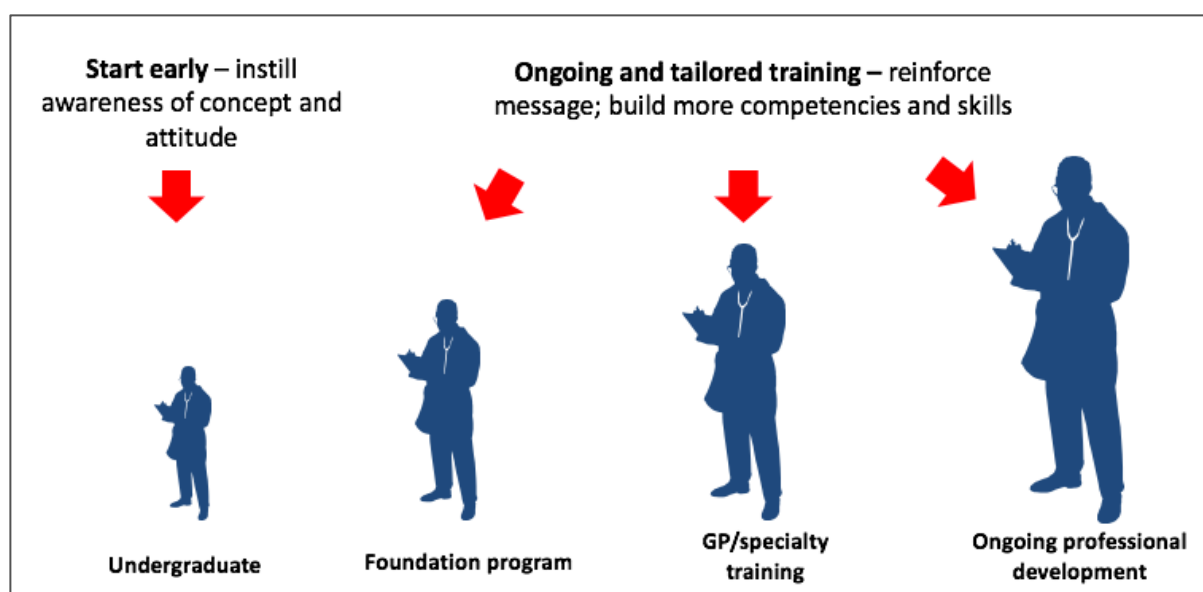 Start early – instill
awareness of concept and
attitude
Ongoing and tailored training – reinforce
message; build more competencies and skills
Undergraduate
Foundation program
GP/specialty
training
Ongoing professional
development